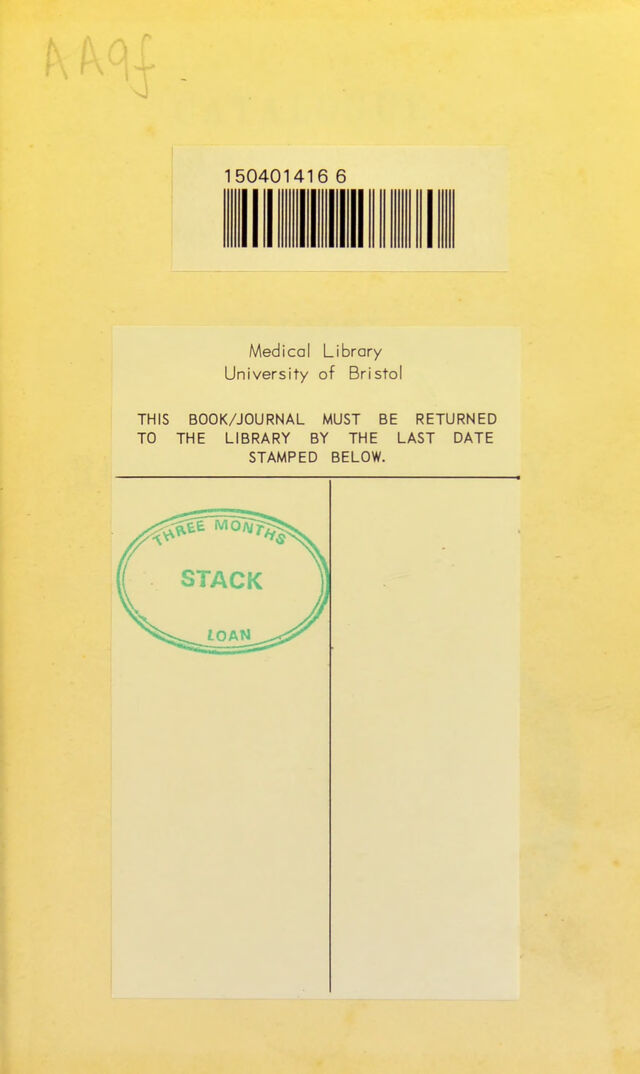 AA9f
150401416 6
Medical Library
University of Bristol
THIS BOOK/JOURNAL MUST BE RETURNED
TO THE LIBRARY BY THE LAST DATE
STAMPED BELOW.
THREE MONTHS
STACK
LOAN